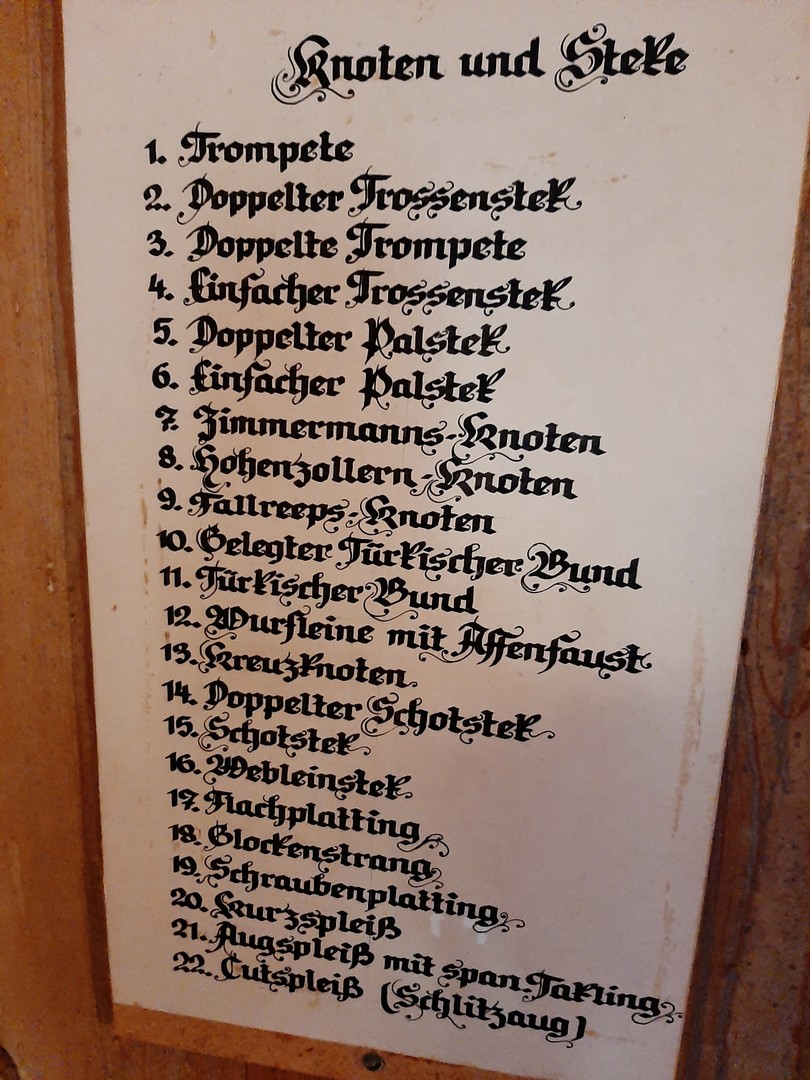 Knoten und Steke
1. Trompete
2. Doppelter Trossenstek
3. Doppelte Trompete
4. Einfacher Trossenstek
5. Doppelter Palstek
6. Einfacher Palstek
7. Zimmermanns-Knoten
8. Hohenzollern-Knoten
9. Fallreeps-Knoten
10. Gelegter Türkischer Bund
11. Türkischer Bund
12. Wurfleine mit Affenfaust
13. Kreuzknoten
14. Doppelter Schotstek
15. Schotstek
16. Webleinstek
17. Flachplatting
18. Glockenstrang
19. Schraubenplatting
20. Kurzspleiß
21. Augspleiß mit span. Takling
22. Cutspleiß (Schlitzaug)